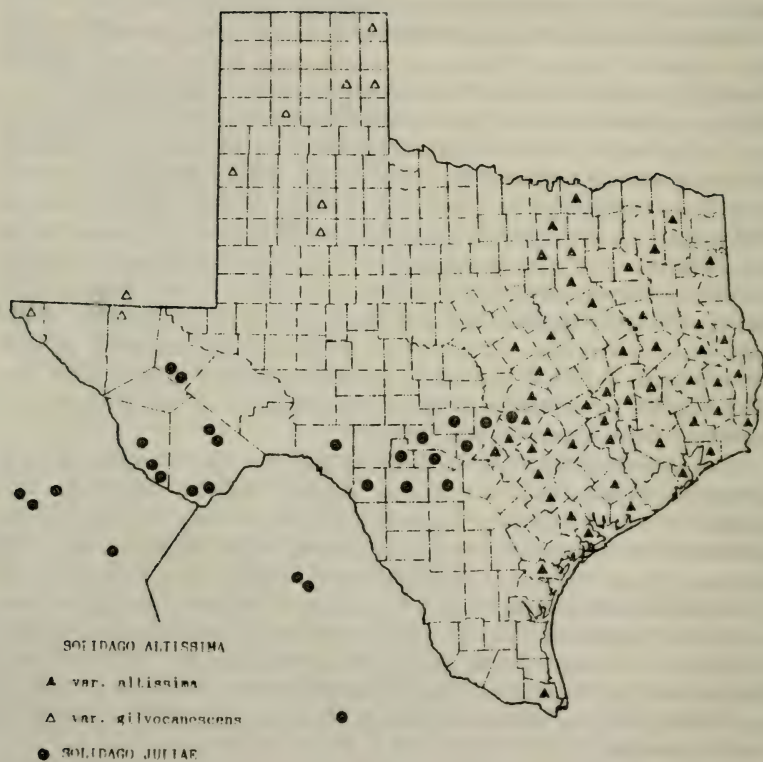 SOLIDAGO ALTISSIMA
var. altissima
var. gilvocanescens
SOLIDAGO JULIAE